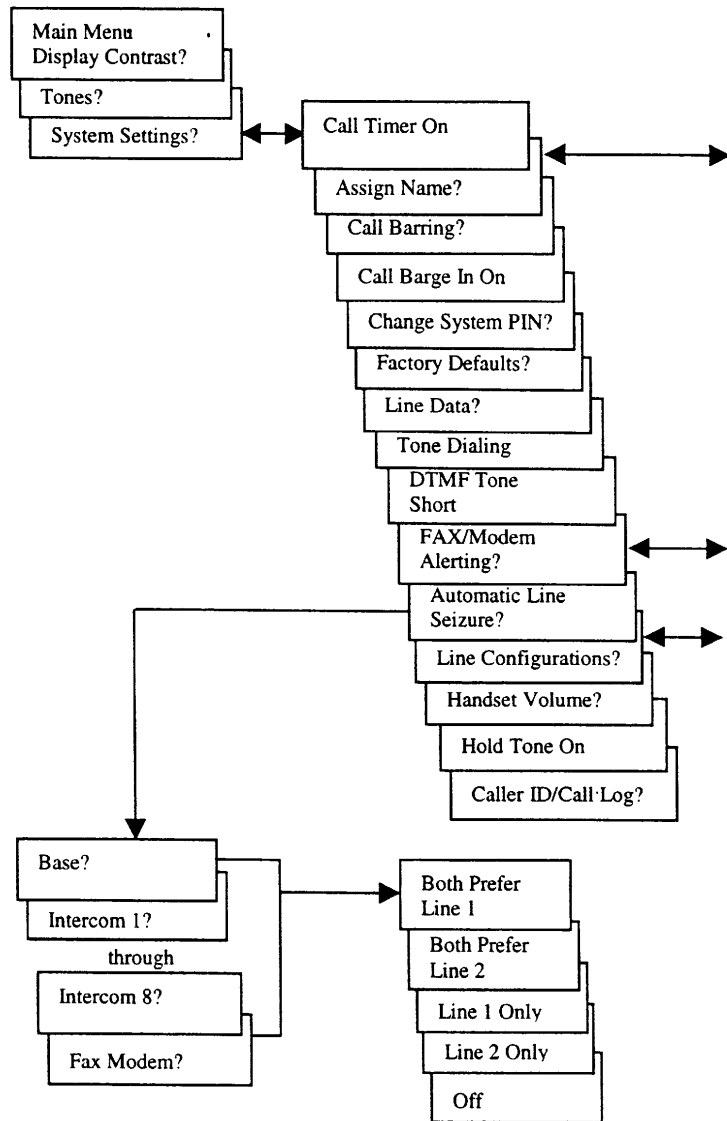 Main Menu
Display Contrast?
Tones?
System Settings?
Call Timer On
Assign Name?
Call Barring?
Call Barge In On
Change System PIN?
Factory Defaults?
Line Data?
Tone Dialing
DTMF Tone
Short
FAX/Modem
Alerting?
Automatic Line
Seizure?
Line Configurations?
Handset Volume?
Hold Tone On
Caller ID/Call Log?
Base?
Intercom 1?
through
Intercom 8?
Fax Modem?
Both Prefer
Line 1
Both Prefer
Line 2
Line 1 Only
Line 2 Only
Off